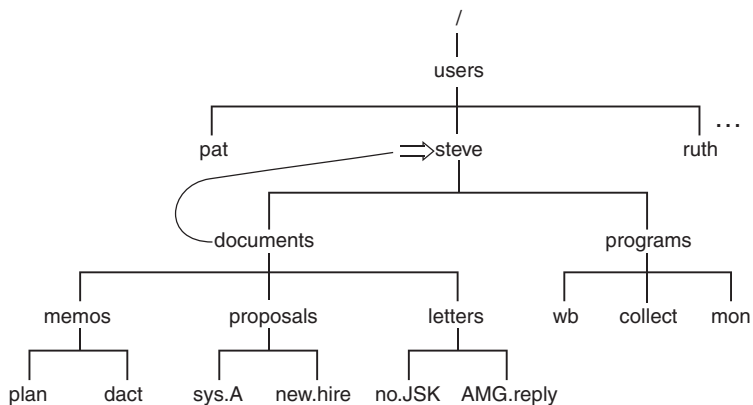 /
users
pat steve ruth ...
documents programs
memos proposals letters wb collect mon
plan dact sys.A new.hire no.JSK AMG.reply